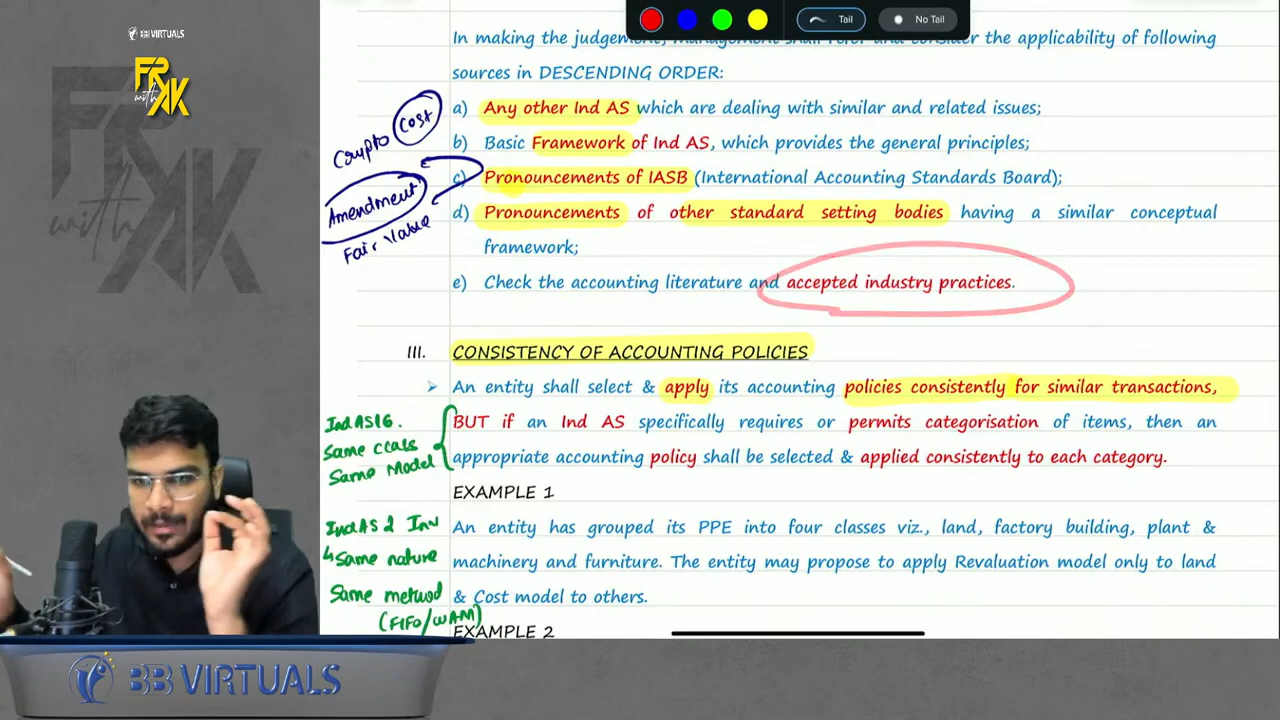 BB VIRTUALS
FR
with
AK
Tail
No Tail
In making the judgement, management shall refer and consider the applicability of following
sources in DESCENDING ORDER:
a) Any other Ind AS which are dealing with similar and related issues;
b) Basic Framework of Ind AS, which provides the general principles;
c) Pronouncements of IASB (International Accounting Standards Board);
d) Pronouncements of other standard setting bodies having a similar conceptual
framework;
e) Check the accounting literature and accepted industry practices.
Crypto Cost
Amendment
Fair Value
III. CONSISTENCY OF ACCOUNTING POLICIES
An entity shall select & apply its accounting policies consistently for similar transactions,
BUT if an Ind AS specifically requires or permits categorisation of items, then an
appropriate accounting policy shall be selected & applied consistently to each category.
Ind AS 16.
Same class
Same Model
EXAMPLE 1
An entity has grouped its PPE into four classes viz., land, factory building, plant &
machinery and furniture. The entity may propose to apply Revaluation model only to land
& Cost model to others.
Ind AS 2 Inv
Same nature
Same method
(FIFO/WAM)
EXAMPLE 2
BB VIRTUALS